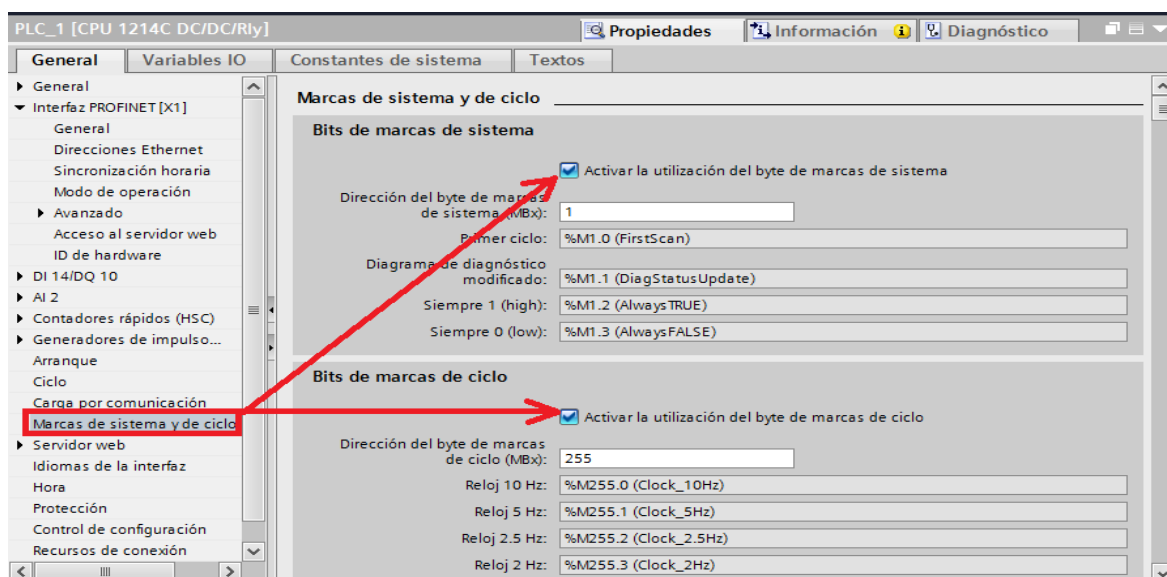 PLC_1 [CPU 1214C DC/DC/Rly]
Propiedades
Información
Diagnóstico
General
Variables IO
Constantes de sistema
Textos
General
Interfaz PROFINET [X1]
General
Direcciones Ethernet
Sincronización horaria
Modo de operación
Avanzado
Acceso al servidor web
ID de hardware
DI 14/DQ 10
AI 2
Contadores rápidos (HSC)
Generadores de impulso...
Arranque
Ciclo
Carga por comunicación
Marcas de sistema y de ciclo
Servidor web
Idiomas de la interfaz
Hora
Protección
Control de configuración
Recursos de conexión
Marcas de sistema y de ciclo
Bits de marcas de sistema
Activar la utilización del byte de marcas de sistema
Dirección del byte de marcas
de sistema (MBx): 1
Primer ciclo: %M1.0 (FirstScan)
Diagrama de diagnóstico
modificado: %M1.1 (DiagStatusUpdate)
Siempre 1 (high): %M1.2 (AlwaysTRUE)
Siempre 0 (low): %M1.3 (AlwaysFALSE)
Bits de marcas de ciclo
Activar la utilización del byte de marcas de ciclo
Dirección del byte de marcas
de ciclo (MBx): 255
Reloj 10 Hz: %M255.0 (Clock_10Hz)
Reloj 5 Hz: %M255.1 (Clock_5Hz)
Reloj 2.5 Hz: %M255.2 (Clock_2.5Hz)
Reloj 2 Hz: %M255.3 (Clock_2Hz)